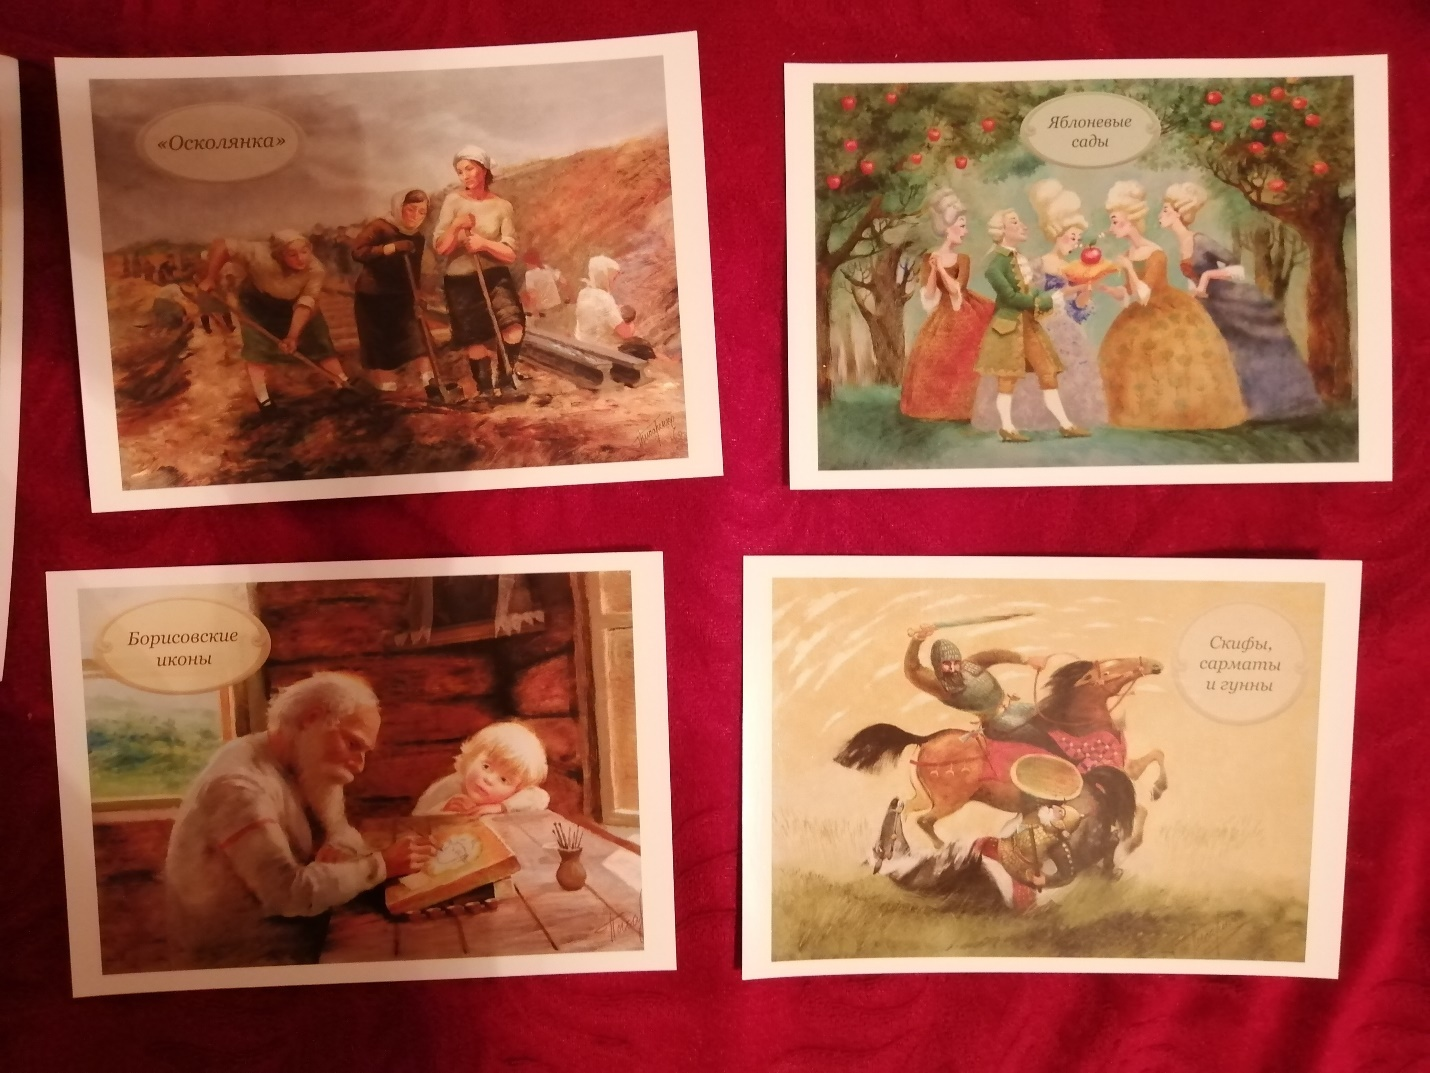 «Осколянка»
Яблоневые
сады
Борисовские
иконы
Скифы,
сарматы
и гунны